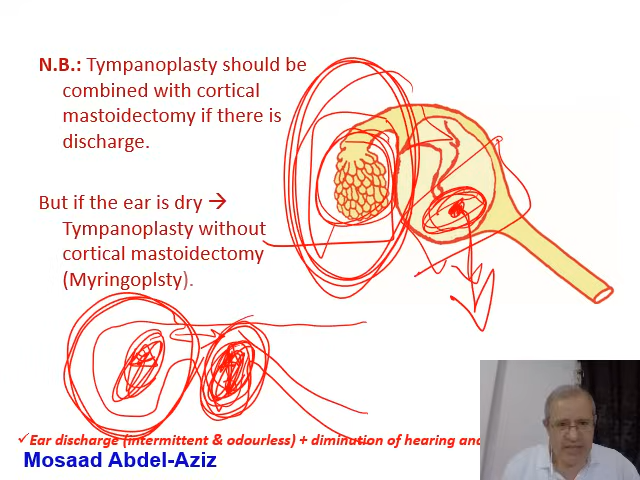 N.B.: Tympanoplasty should be
combined with cortical
mastoidectomy if there is
discharge.
But if the ear is dry →
Tympanoplasty without
cortical mastoidectomy
(Myringoplsty).
✓Ear discharge (intermittent & odourless) + diminution of hearing and
Mosaad Abdel-Aziz